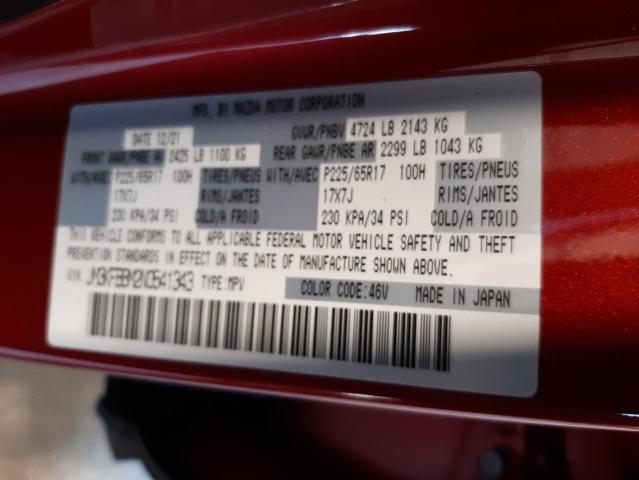 MFD. BY MAZDA MOTOR CORPORATION
DATE 12/21 GVWR/PNBV 4724 LB 2143 KG
FRONT GAWR/PNBE AR 2425 LB 1100 KG REAR GAWR/PNBE AR 2299 LB 1043 KG
WITH/AVEC P225/65R17 100H TIRES/PNEUS WITH/AVEC P225/65R17 100H TIRES/PNEUS
17X7J RIMS/JANTES 17X7J RIMS/JANTES
230 KPA/34 PSI COLD/A FROID 230 KPA/34 PSI COLD/A FROID
THIS VEHICLE CONFORMS TO ALL APPLICABLE FEDERAL MOTOR VEHICLE SAFETY AND THEFT
PREVENTION STANDARDS IN EFFECT ON THE DATE OF MANUFACTURE SHOWN ABOVE.
TYPE:MPV COLOR CODE:46V MADE IN JAPAN